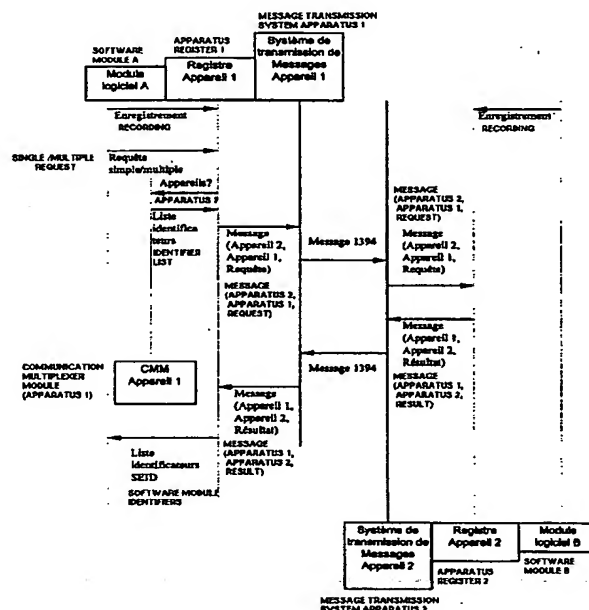 MESSAGE TRANSMISSION
SYSTEM APPARATUS 1
APPARATUS
REGISTER 1
SOFTWARE
MODULE A
Module
logiciel A
Registre
Appareil 1
Système de
transmission de
Messages
Appareil 1
Enregistrement
RECORDING
Enregistrement
RECORDING
SINGLE /MULTIPLE
REQUEST
Requête
simple/multiple
Appareils?
APPARATUS ?
Liste
identifica
teurs
IDENTIFIER
LIST
Message
(Appareil 2,
Appareil 1,
Requête)
MESSAGE
(APPARATUS 2,
APPARATUS 1,
REQUEST)
Message 1394
MESSAGE
(APPARATUS 2,
APPARATUS 1,
REQUEST)
Message
(Appareil 2,
Appareil 1,
Requête)
Message
(Appareil 1,
Appareil 2,
Résultat)
MESSAGE
(APPARATUS 1,
APPARATUS 2,
RESULT)
Message 1394
COMMUNICATION
MULTIPLEXER
MODULE
(APPARATUS 1)
CMM
Appareil 1
Message
(Appareil 1,
Appareil 2,
Résultat)
MESSAGE
(APPARATUS 1,
APPARATUS 2,
RESULT)
Liste
identificateurs
SEID
SOFTWARE MODULE
IDENTIFIERS
Système de
transmission de
Messages
Appareil 2
Registre
Appareil 2
Module
logiciel B
APPARATUS
REGISTER 2
SOFTWARE
MODULE B
MESSAGE TRANSMISSION
SYSTEM APPARATUS 2